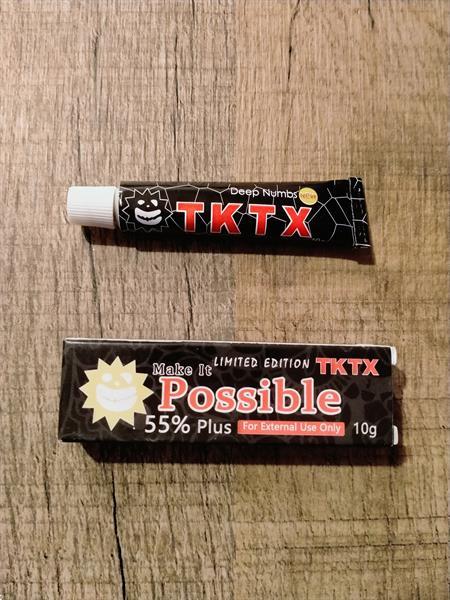 Deep Numbs
TKTX
LIMITED EDITION TKTX
Make It
Possible
55% Plus For External Use Only 10g